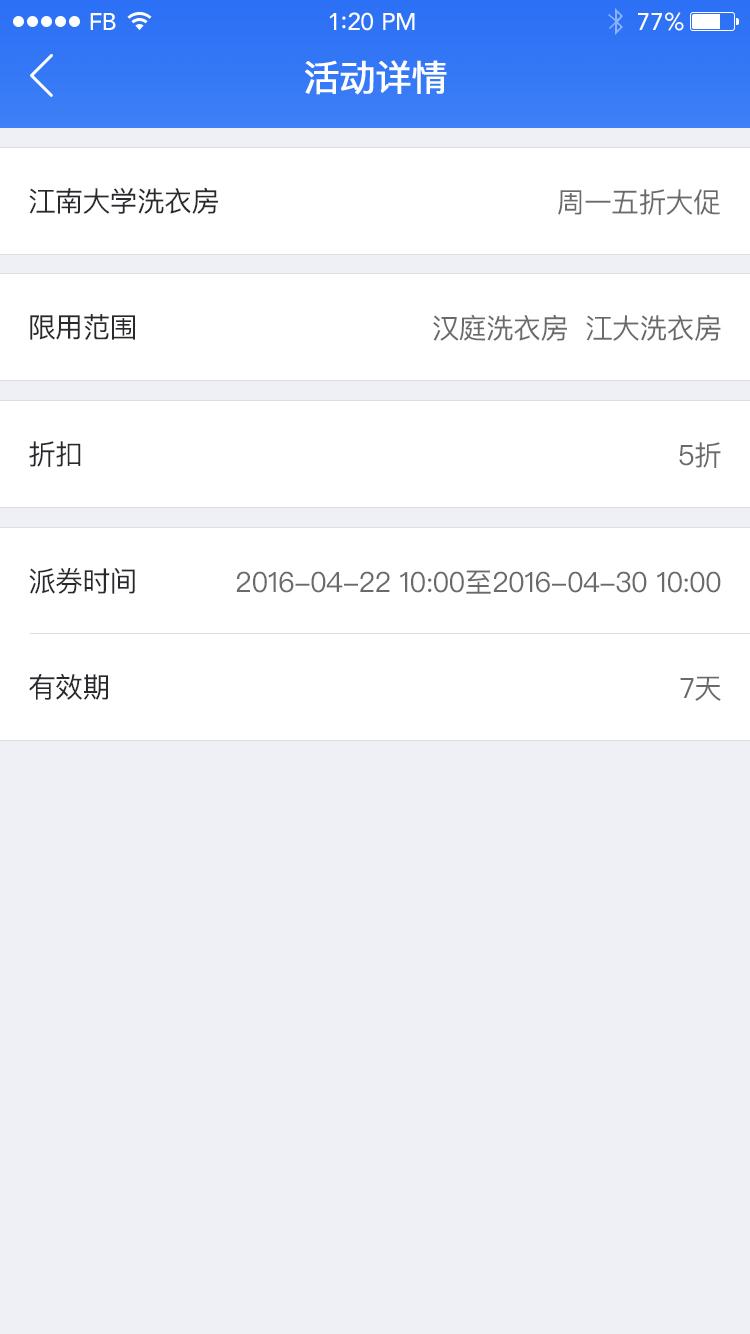 FB 1:20 PM 77%
活动详情
江南大学洗衣房 周一五折大促
限用范围 汉庭洗衣房 江大洗衣房
折扣 5折
派券时间 2016-04-22 10:00至2016-04-30 10:00
有效期 7天